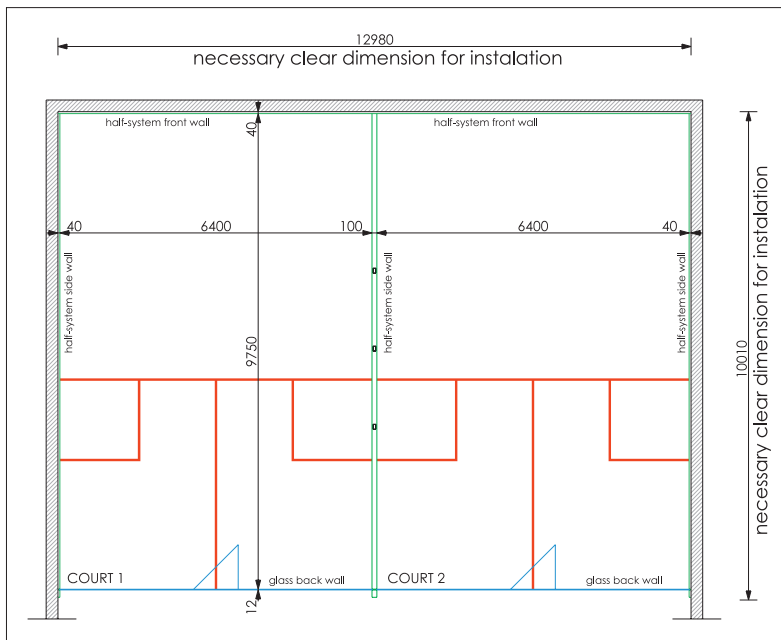 12980
necessary clear dimension for instalation
half-system front wall
40
half-system front wall
40
6400
100
6400
40
half-system side wall
half-system side wall
half-system side wall
9750
10010
necessary clear dimension for instalation
COURT 1
glass back wall
COURT 2
glass back wall
12